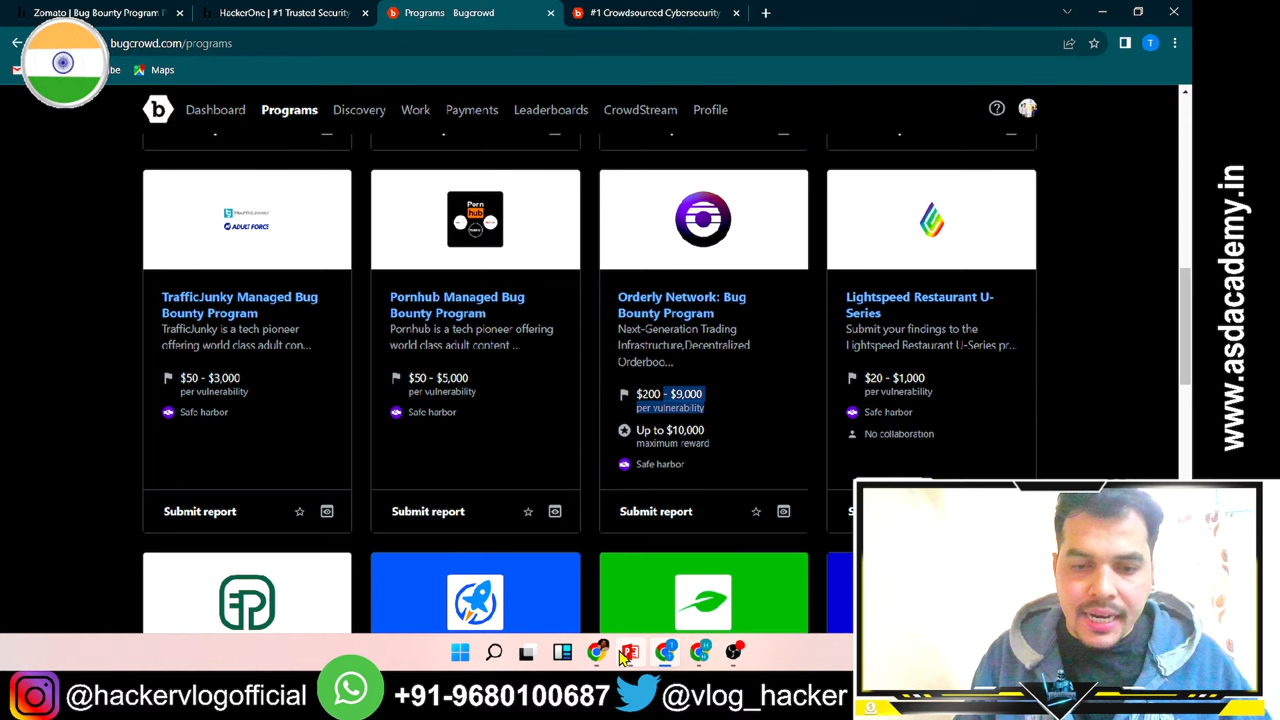 Zomato | Bug Bounty Program P
HackerOne | #1 Trusted Security
Programs Bugcrowd
#1 Crowdsourced Cybersecurity
bugcrowd.com/programs
T
be
Maps
b
Dashboard
Programs
Discovery
Work
Payments
Leaderboards
CrowdStream
Profile
TRAFFICJUNKY
ADULT FORCE
Porn
hub
TrafficJunky Managed Bug
Bounty Program
TrafficJunky is a tech pioneer
offering world class adult con...
$50 - $3,000
per vulnerability
Safe harbor
Submit report
Pornhub Managed Bug
Bounty Program
Pornhub is a tech pioneer offering
world class adult content ...
$50 - $5,000
per vulnerability
Safe harbor
Submit report
Orderly Network: Bug
Bounty Program
Next-Generation Trading
Infrastructure,Decentralized
Orderboo...
$200 - $9,000
per vulnerability
Up to $10,000
maximum reward
Safe harbor
Submit report
Lightspeed Restaurant U-
Series
Submit your findings to the
Lightspeed Restaurant U-Series pr...
$20 - $1,000
per vulnerability
Safe harbor
No collaboration
www.asdacademy.in
@hackervlogofficial
+91-9680100687
@vlog_hacker